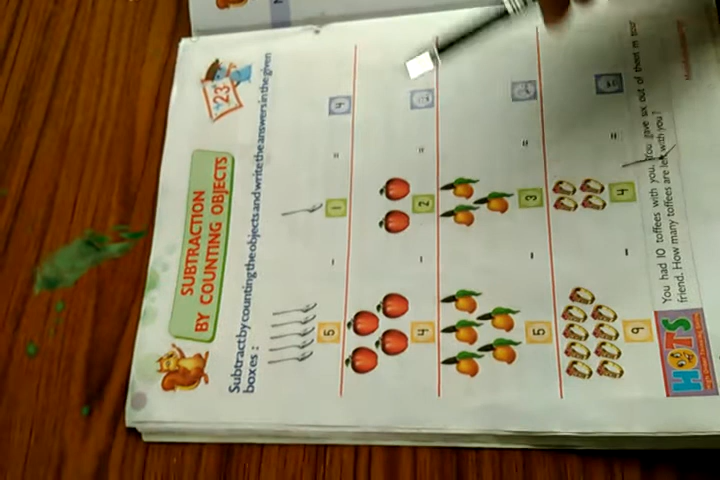 SUBTRACTION
BY COUNTING OBJECTS
23
Subtract by counting the objects and write the answers in the given
boxes :
5 - 1 = 4
4 - 2 =
5 - 3 =
9 - 4 =
HOTS
You had 10 toffees with you. You gave six out of them to your
friend. How many toffees are left with you?